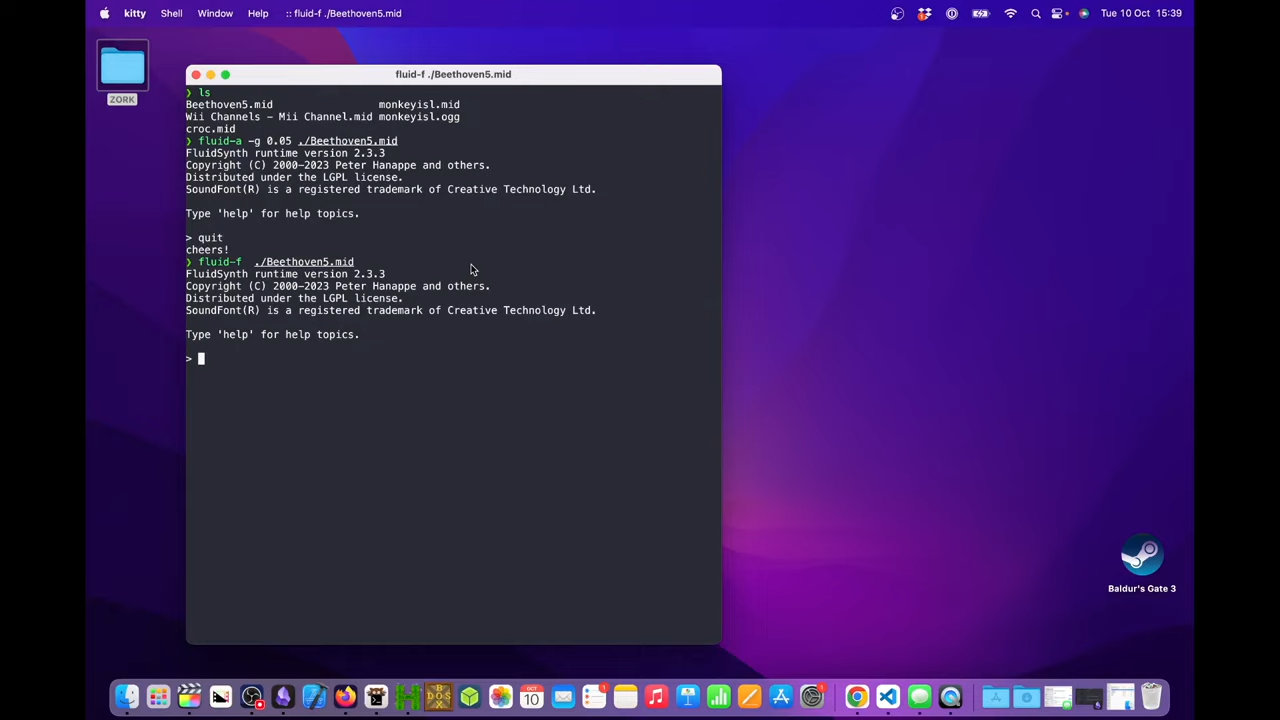 kitty Shell Window Help :: fluid-f ./Beethoven5.mid Tue 10 Oct 15:39
ZORK
fluid-f ./Beethoven5.mid
❯ ls
Beethoven5.mid monkeyisl.mid
Wii Channels - Mii Channel.mid monkeyisl.ogg
croc.mid
❯ fluid-a -g 0.05 ./Beethoven5.mid
FluidSynth runtime version 2.3.3
Copyright (C) 2000-2023 Peter Hanappe and others.
Distributed under the LGPL license.
SoundFont(R) is a registered trademark of Creative Technology Ltd.
Type 'help' for help topics.
> quit
cheers!
❯ fluid-f ./Beethoven5.mid
FluidSynth runtime version 2.3.3
Copyright (C) 2000-2023 Peter Hanappe and others.
Distributed under the LGPL license.
SoundFont(R) is a registered trademark of Creative Technology Ltd.
Type 'help' for help topics.
>
Baldur's Gate 3
OCT
10